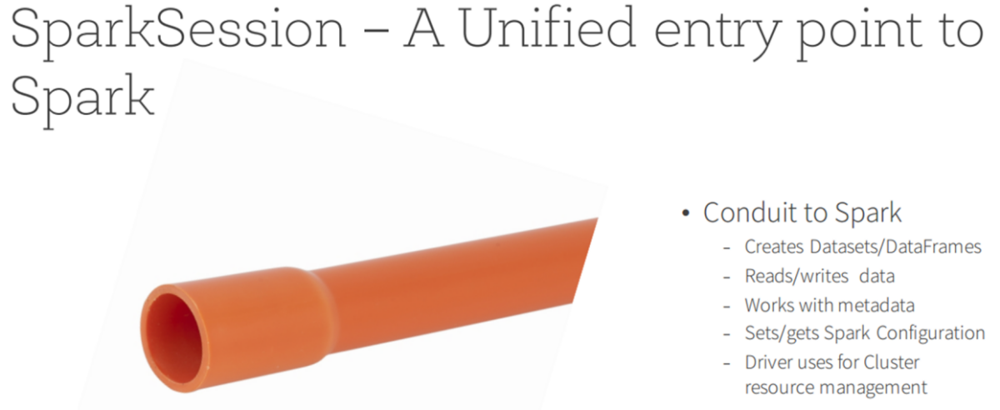 SparkSession – A Unified entry point to
Spark
• Conduit to Spark
- Creates Datasets/DataFrames
- Reads/writes data
- Works with metadata
- Sets/gets Spark Configuration
- Driver uses for Cluster
resource management